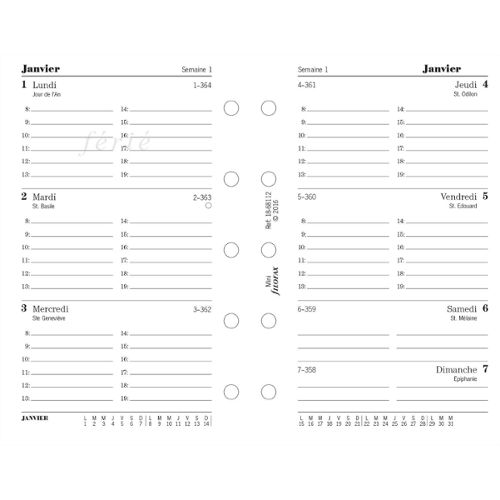 Janvier Semaine 1
1 Lundi 1–364
Jour de l'An
8: 14:
9: 15:
10: 16:
férié
11: 17:
12: 18:
13: 19:
2 Mardi 2–363
St. Basile
8: 14:
9: 15:
10: 16:
11: 17:
12: 18:
13: 19:
3 Mercredi 3–362
Ste Geneviève
8: 14:
9: 15:
10: 16:
11: 17:
12: 18:
13: 19:
JANVIER L M M J V S D L M M J V S D
1 2 3 4 5 6 7 8 9 10 11 12 13 14
Réf: 18-68112
© 2016
Mini
filofax
Semaine 1 Janvier
4–361 Jeudi 4
St. Odilon
8: 14:
9: 15:
10: 16:
11: 17:
12: 18:
13: 19:
5–360 Vendredi 5
St. Edouard
8: 14:
9: 15:
10: 16:
11: 17:
12: 18:
13: 19:
6–359 Samedi 6
St. Mélaine
7–358 Dimanche 7
Epiphanie
L M M J V S D L M M J V S D L M M
15 16 17 18 19 20 21 22 23 24 25 26 27 28 29 30 31